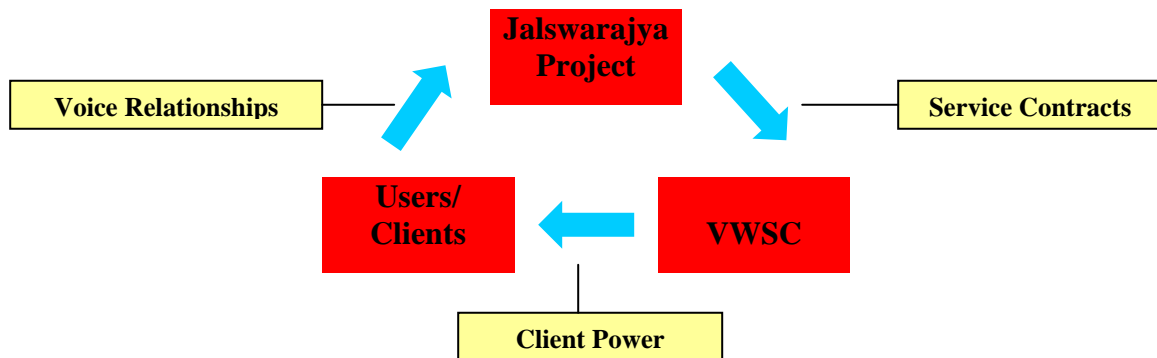 Jalswarajya
Project
Voice Relationships
Service Contracts
Users/
Clients
VWSC
Client Power